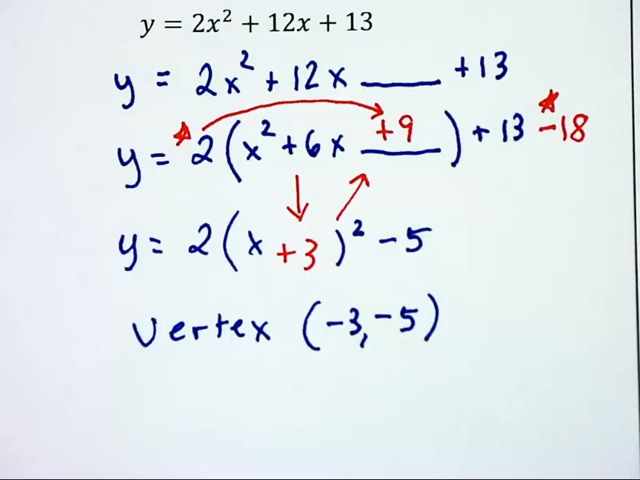 y = 2x² + 12x + 13
y = 2x² + 12x ____ + 13
y = 2(x² + 6x +9) + 13 -18
y = 2(x +3)² - 5
Vertex (-3, -5)